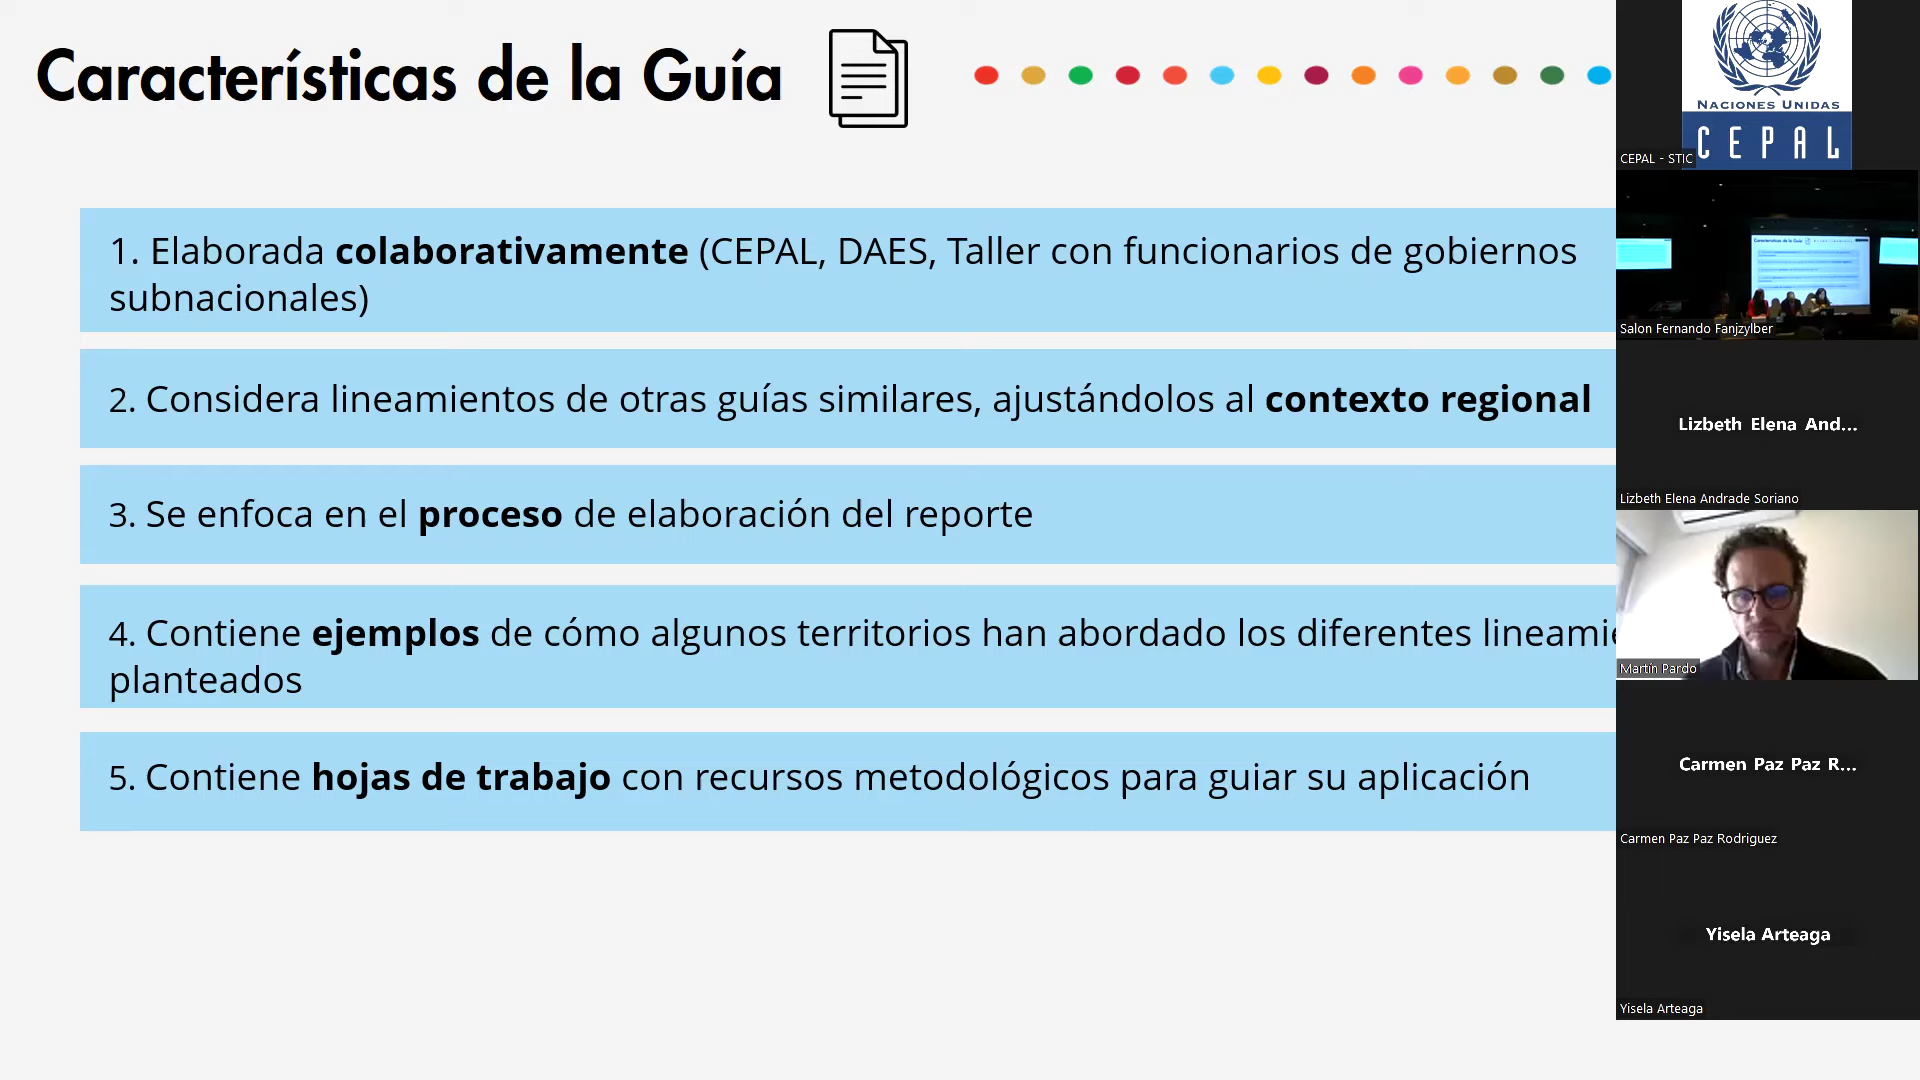 Características de la Guía
1. Elaborada colaborativamente (CEPAL, DAES, Taller con funcionarios de gobiernos
subnacionales)
2. Considera lineamientos de otras guías similares, ajustándolos al contexto regional
3. Se enfoca en el proceso de elaboración del reporte
4. Contiene ejemplos de cómo algunos territorios han abordado los diferentes lineamie
planteados
5. Contiene hojas de trabajo con recursos metodológicos para guiar su aplicación
NACIONES UNIDAS
CEPAL
CEPAL - STIC
Salon Fernando Fanjzylber
Lizbeth Elena And...
Lizbeth Elena Andrade Soriano
Martín Pardo
Carmen Paz Paz R...
Carmen Paz Paz Rodriguez
Yisela Arteaga
Yisela Arteaga